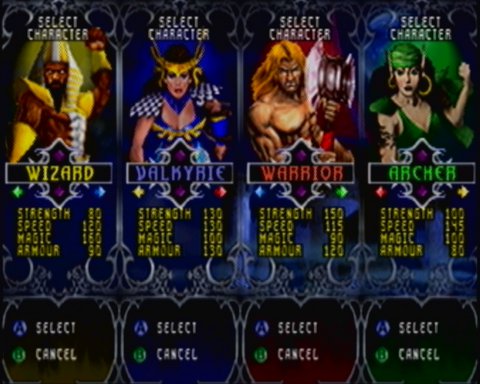 SELECT CHARACTER
WIZARD
STRENGTH 80
SPEED 120
MAGIC 160
ARMOUR 90
A SELECT
B CANCEL
SELECT CHARACTER
VALKYRIE
STRENGTH 130
SPEED 130
MAGIC 100
ARMOUR 130
A SELECT
B CANCEL
SELECT CHARACTER
WARRIOR
STRENGTH 150
SPEED 115
MAGIC 90
ARMOUR 120
A SELECT
B CANCEL
SELECT CHARACTER
ARCHER
STRENGTH 100
SPEED 145
MAGIC 100
ARMOUR 80
A SELECT
B CANCEL